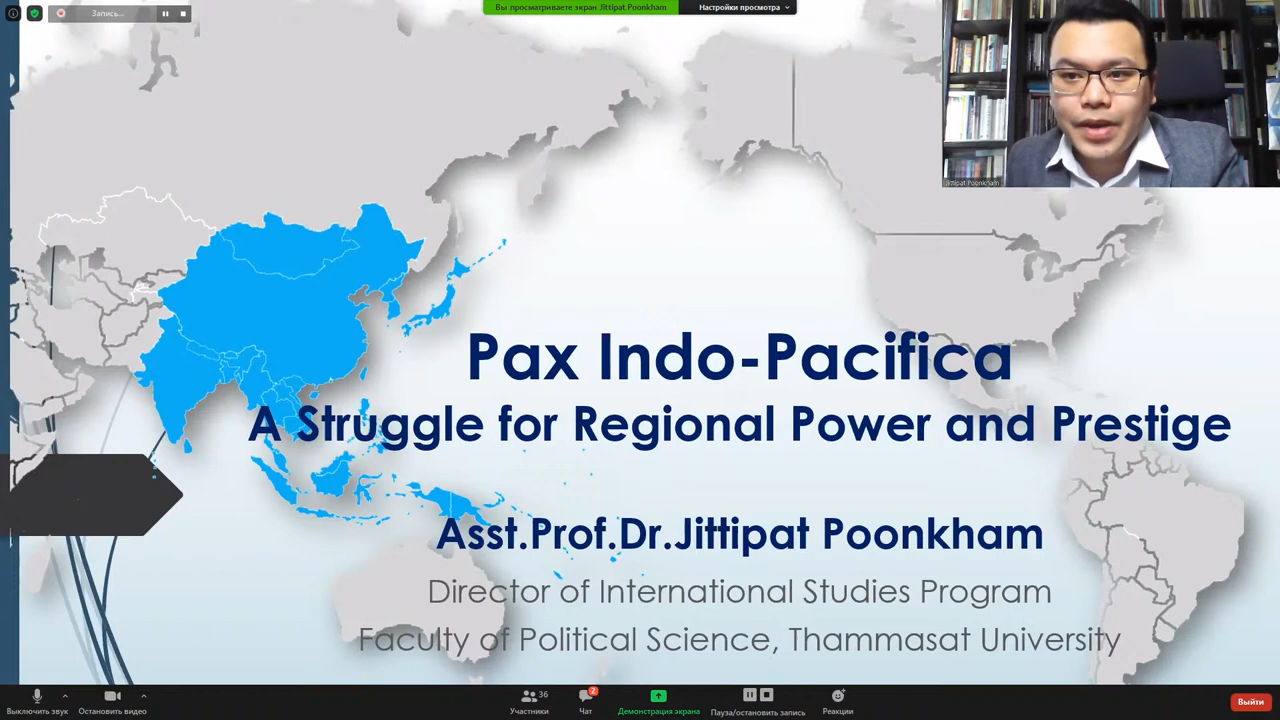 Запись...
Вы просматриваете экран Jittipat Poonkham
Настройки просмотра
Jittipat Poonkham
Pax Indo-Pacifica
A Struggle for Regional Power and Prestige
Asst.Prof.Dr.Jittipat Poonkham
Director of International Studies Program
Faculty of Political Science, Thammasat University
36
2
Выключить звук
Остановить видео
Участники
Чат
Демонстрация экрана
Пауза/остановить запись
Реакции
Выйти